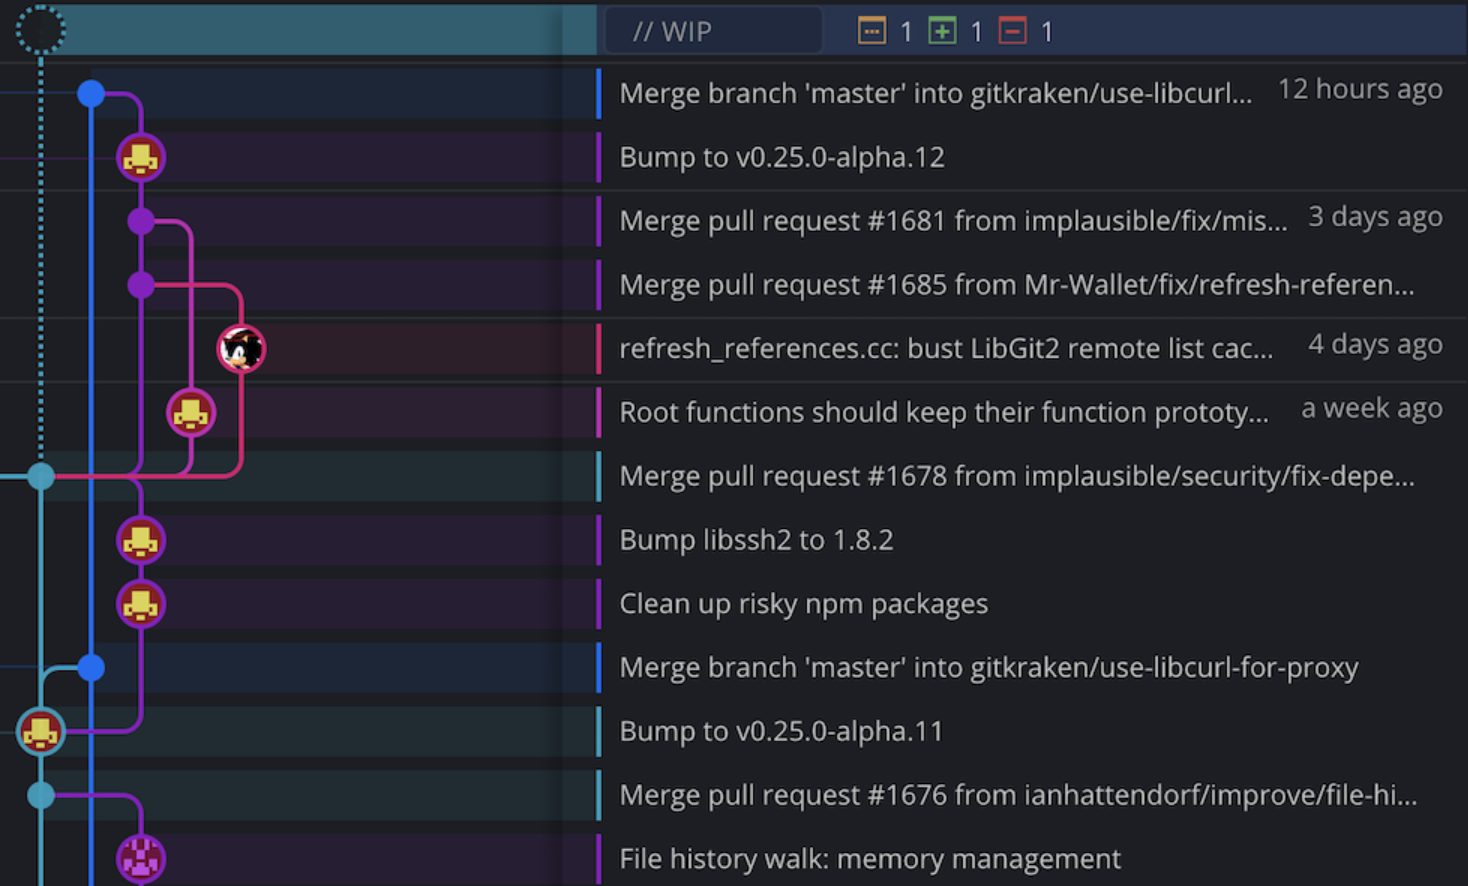 // WIP 1 1 1
Merge branch 'master' into gitkraken/use-libcurl... 12 hours ago
Bump to v0.25.0-alpha.12
Merge pull request #1681 from implausible/fix/mis... 3 days ago
Merge pull request #1685 from Mr-Wallet/fix/refresh-referen...
refresh_references.cc: bust LibGit2 remote list cac... 4 days ago
Root functions should keep their function prototy... a week ago
Merge pull request #1678 from implausible/security/fix-depe...
Bump libssh2 to 1.8.2
Clean up risky npm packages
Merge branch 'master' into gitkraken/use-libcurl-for-proxy
Bump to v0.25.0-alpha.11
Merge pull request #1676 from ianhattendorf/improve/file-hi...
File history walk: memory management